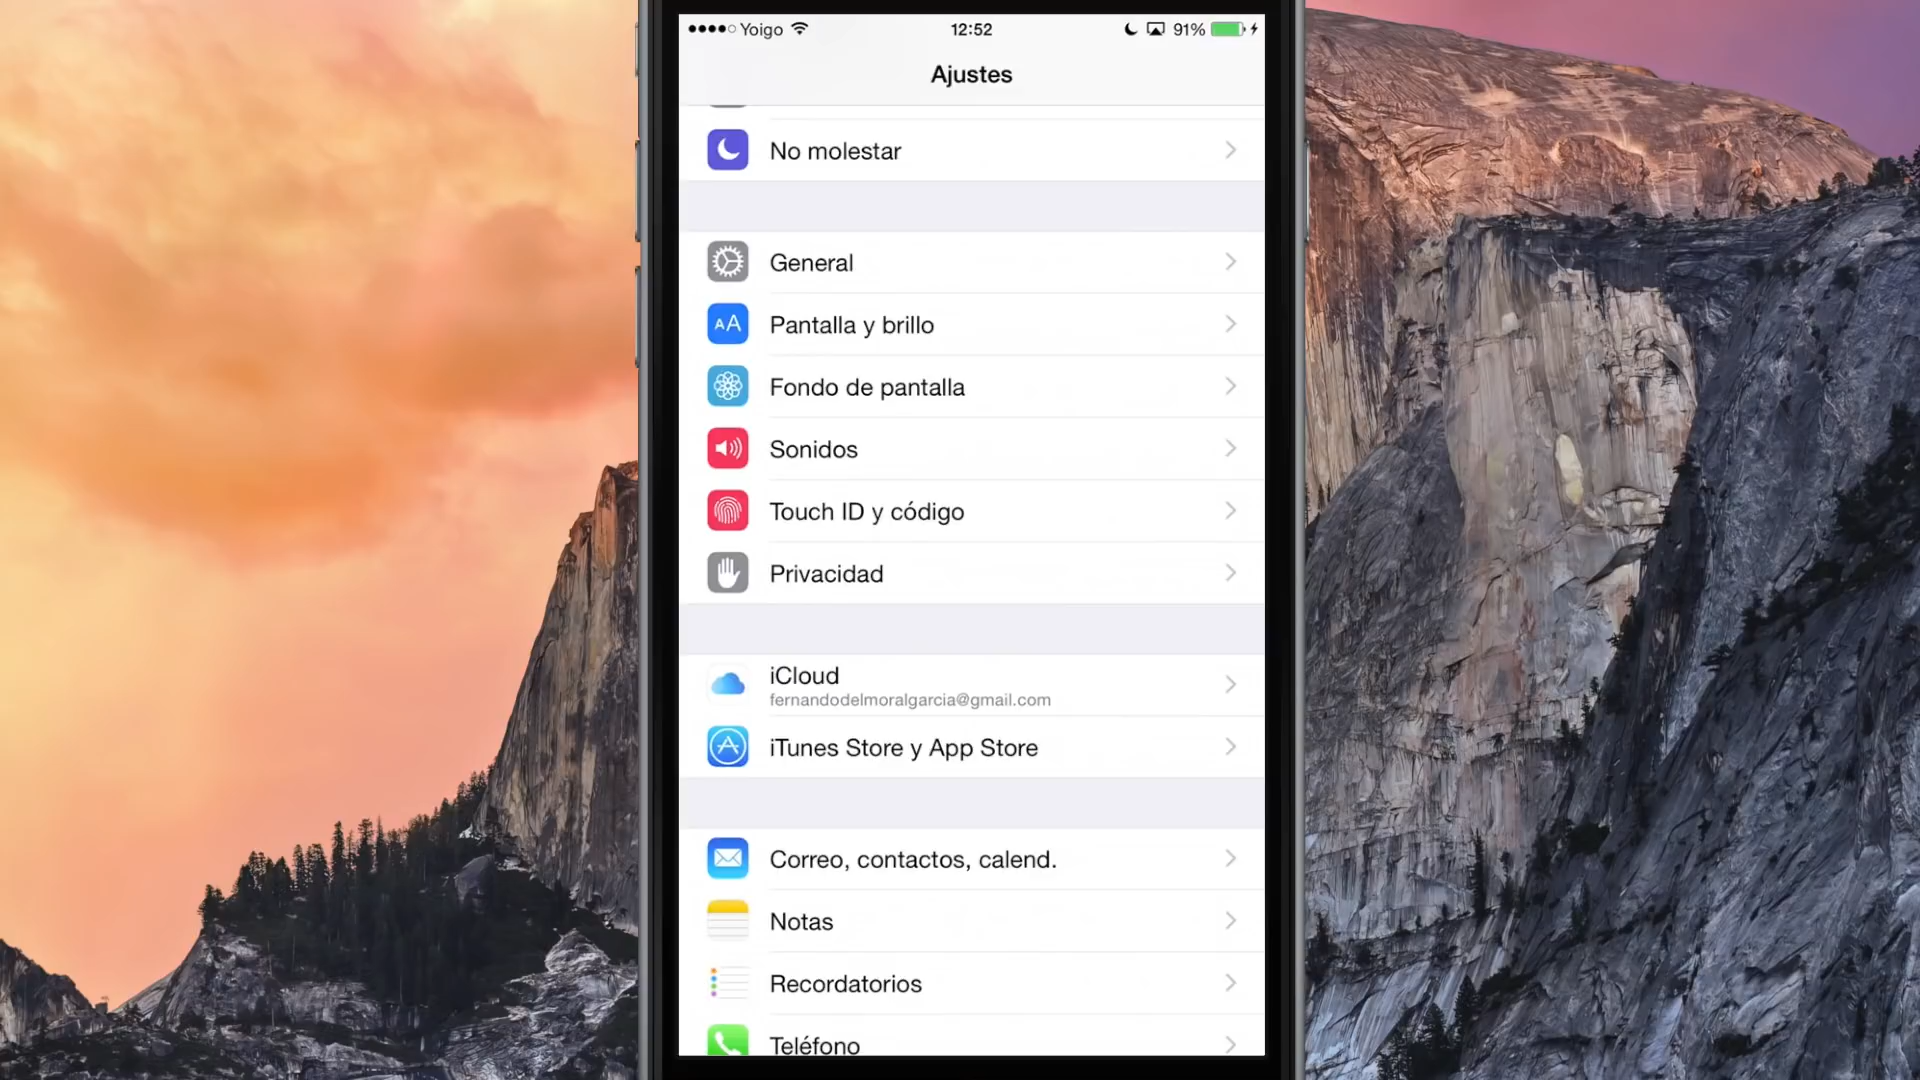 Yoigo 12:52 91%
Ajustes
No molestar
General
AA Pantalla y brillo
Fondo de pantalla
Sonidos
Touch ID y código
Privacidad
iCloud
fernandodelmoralgarcia@gmail.com
iTunes Store y App Store
Correo, contactos, calend.
Notas
Recordatorios
Teléfono